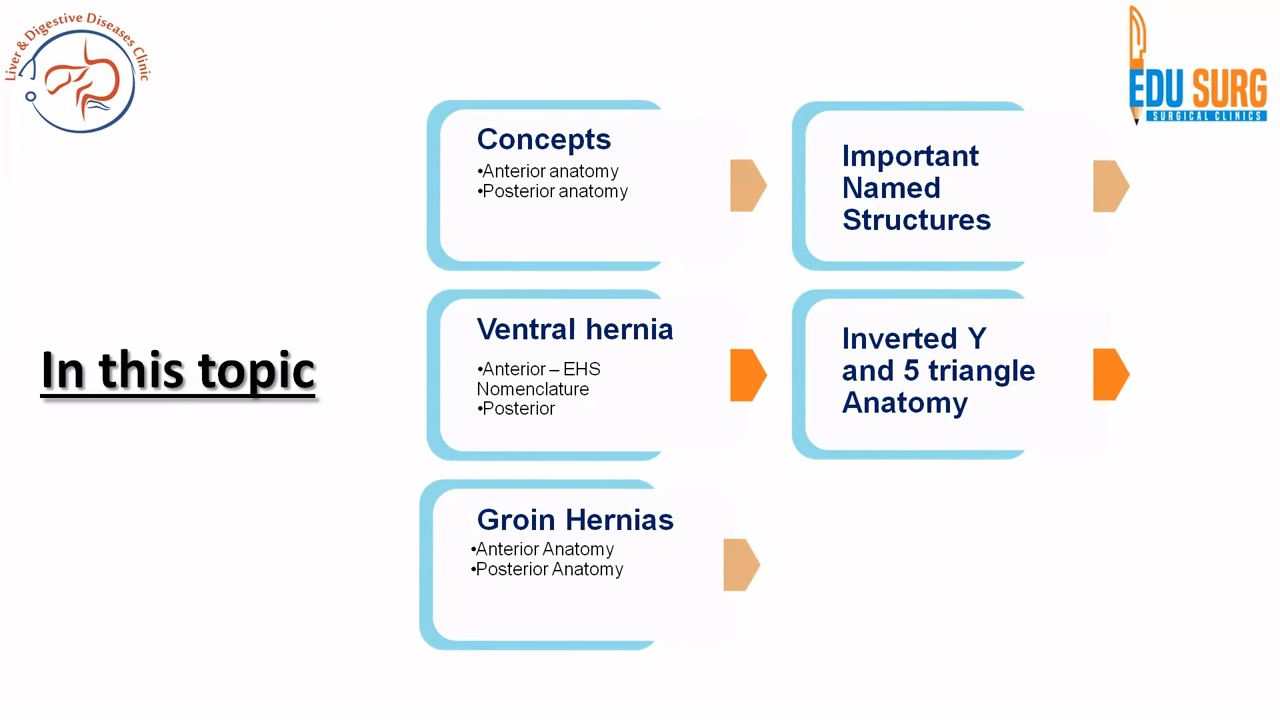 Liver & Digestive Diseases Clinic
EDU SURG
SURGICAL CLINICS
In this topic
Concepts
•Anterior anatomy
•Posterior anatomy
Important
Named
Structures
Ventral hernia
•Anterior – EHS
Nomenclature
•Posterior
Inverted Y
and 5 triangle
Anatomy
Groin Hernias
•Anterior Anatomy
•Posterior Anatomy